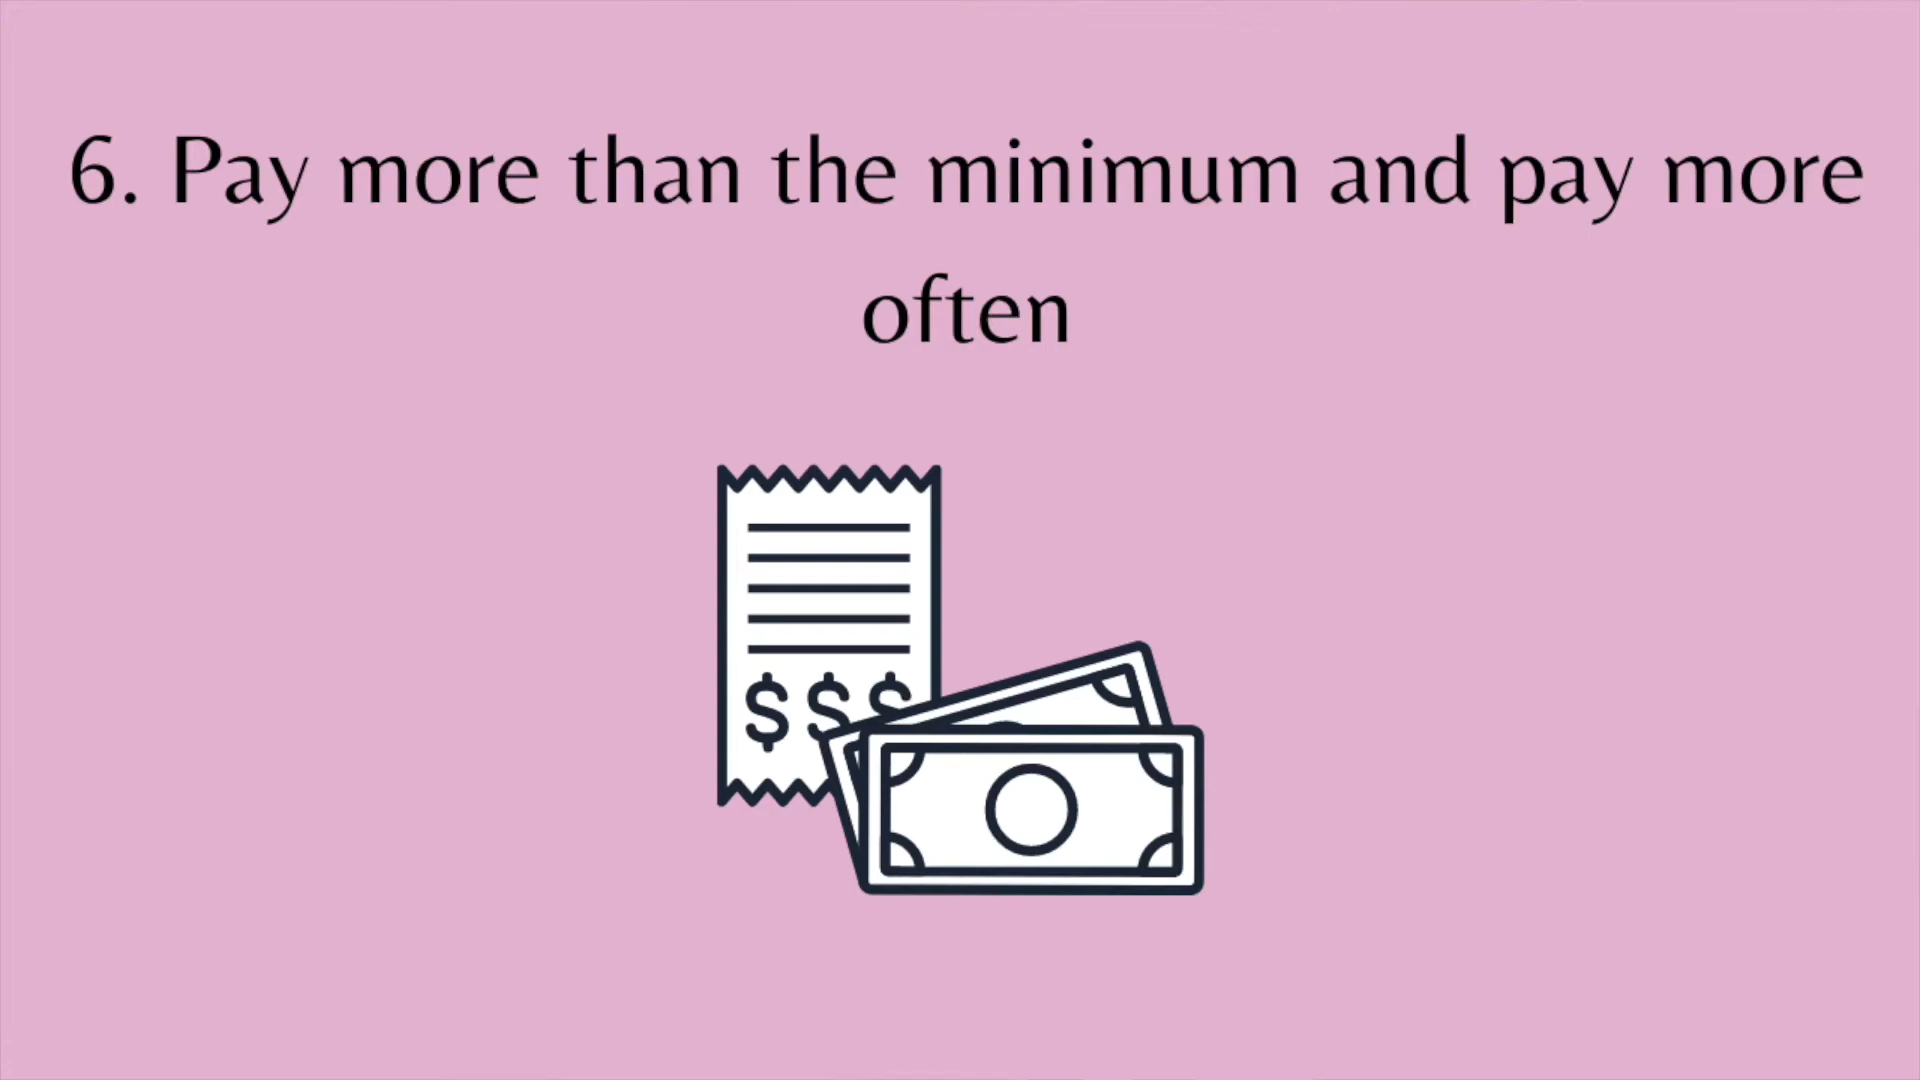 6. Pay more than the minimum and pay more
often
$ $ $